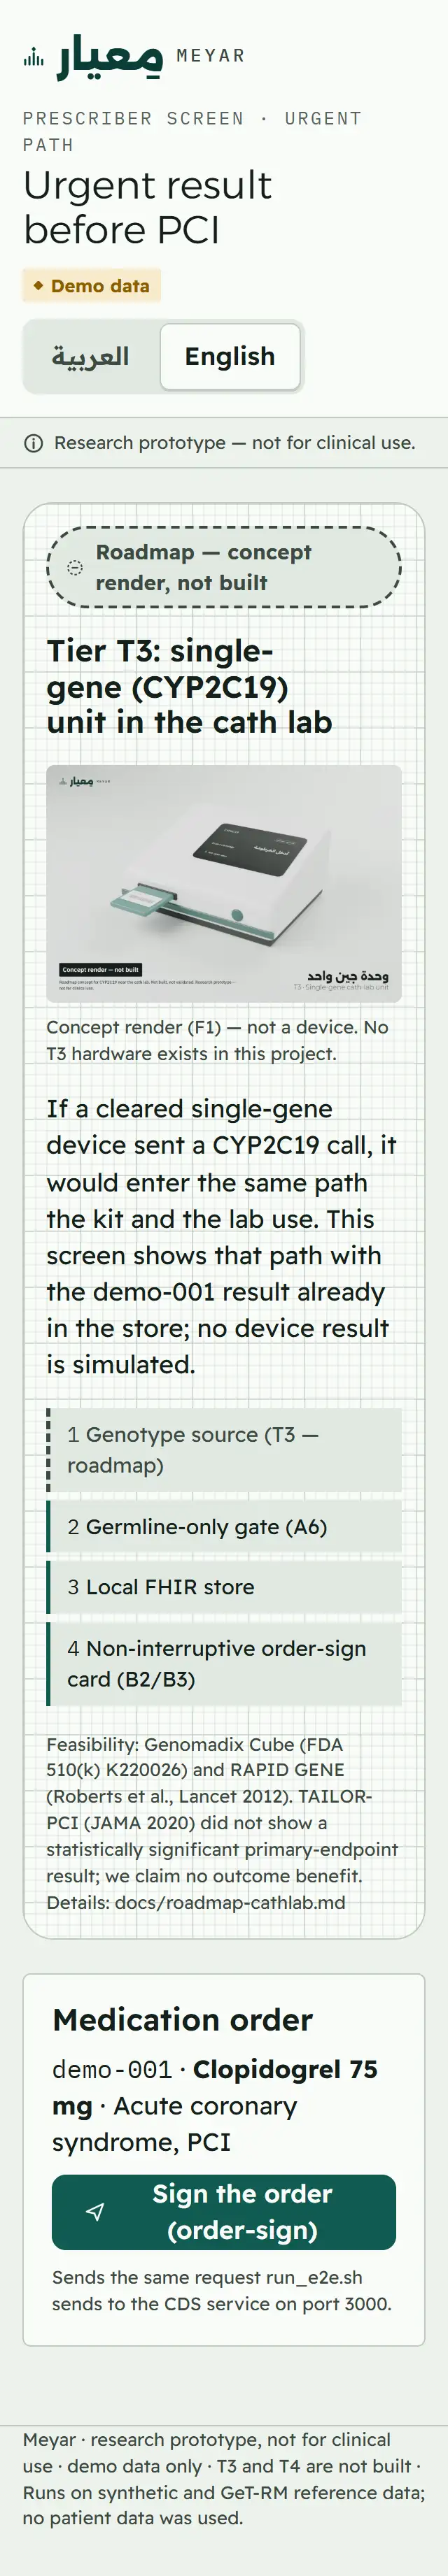 مِعيار MEYAR
PRESCRIBER SCREEN · URGENT
PATH
Urgent result
before PCI
Demo data
العربية English
Research prototype — not for clinical use.
Roadmap — concept
render, not built
Tier T3: single-
gene (CYP2C19)
unit in the cath lab
مِعيار MEYAR
Concept render — not built
وحدة جين واحد
T3 · Single-gene cath-lab unit
Concept render (F1) — not a device. No
T3 hardware exists in this project.
If a cleared single-gene
device sent a CYP2C19 call, it
would enter the same path
the kit and the lab use. This
screen shows that path with
the demo-001 result already
in the store; no device result
is simulated.
1 Genotype source (T3 —
roadmap)
2 Germline-only gate (A6)
3 Local FHIR store
4 Non-interruptive order-sign
card (B2/B3)
Feasibility: Genomadix Cube (FDA
510(k) K220026) and RAPID GENE
(Roberts et al., Lancet 2012). TAILOR-
PCI (JAMA 2020) did not show a
statistically significant primary-endpoint
result; we claim no outcome benefit.
Details: docs/roadmap-cathlab.md
Medication order
demo-001 · Clopidogrel 75
mg · Acute coronary
syndrome, PCI
Sign the order
(order-sign)
Sends the same request run_e2e.sh
sends to the CDS service on port 3000.
Meyar · research prototype, not for clinical
use · demo data only · T3 and T4 are not built ·
Runs on synthetic and GeT-RM reference data;
no patient data was used.